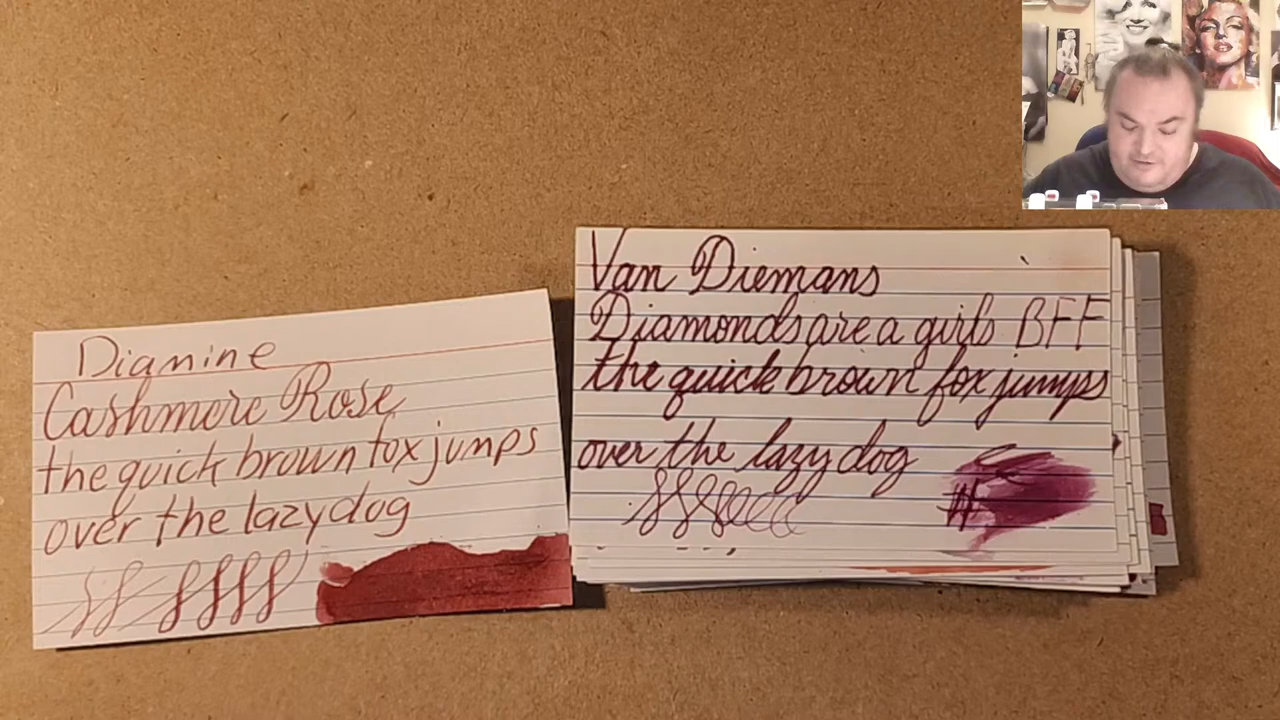 Diamine
Cashmere Rose
the quick brown fox jumps
over the lazy dog
Van Diemans
Diamonds are a girls BFF
the quick brown fox jumps
over the lazy dog